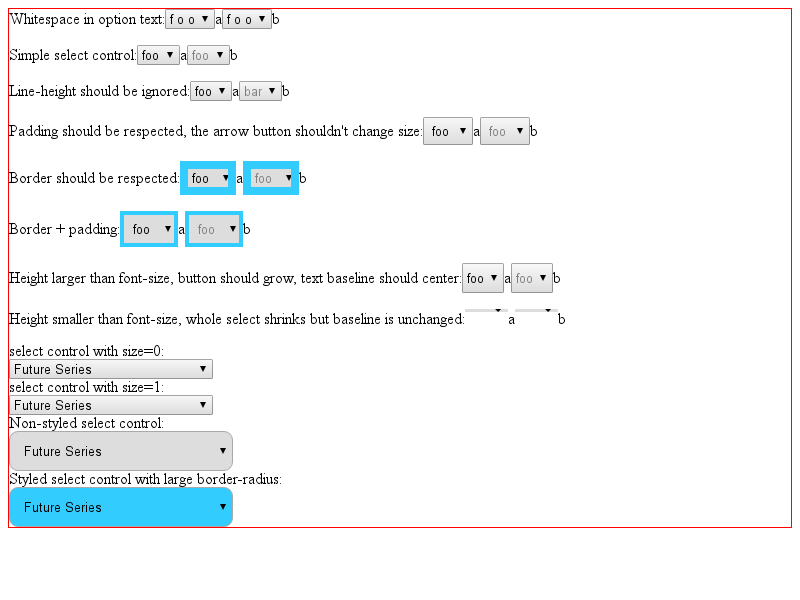 Whitespace in option text: f o o a f o o b
Simple select control: foo a foo b
Line-height should be ignored: foo a bar b
Padding should be respected, the arrow button shouldn't change size: foo a foo b
Border should be respected: foo a foo b
Border + padding: foo a foo b
Height larger than font-size, button should grow, text baseline should center: foo a foo b
Height smaller than font-size, whole select shrinks but baseline is unchanged: a b
select control with size=0:
Future Series
select control with size=1:
Future Series
Non-styled select control:
Future Series
Styled select control with large border-radius:
Future Series